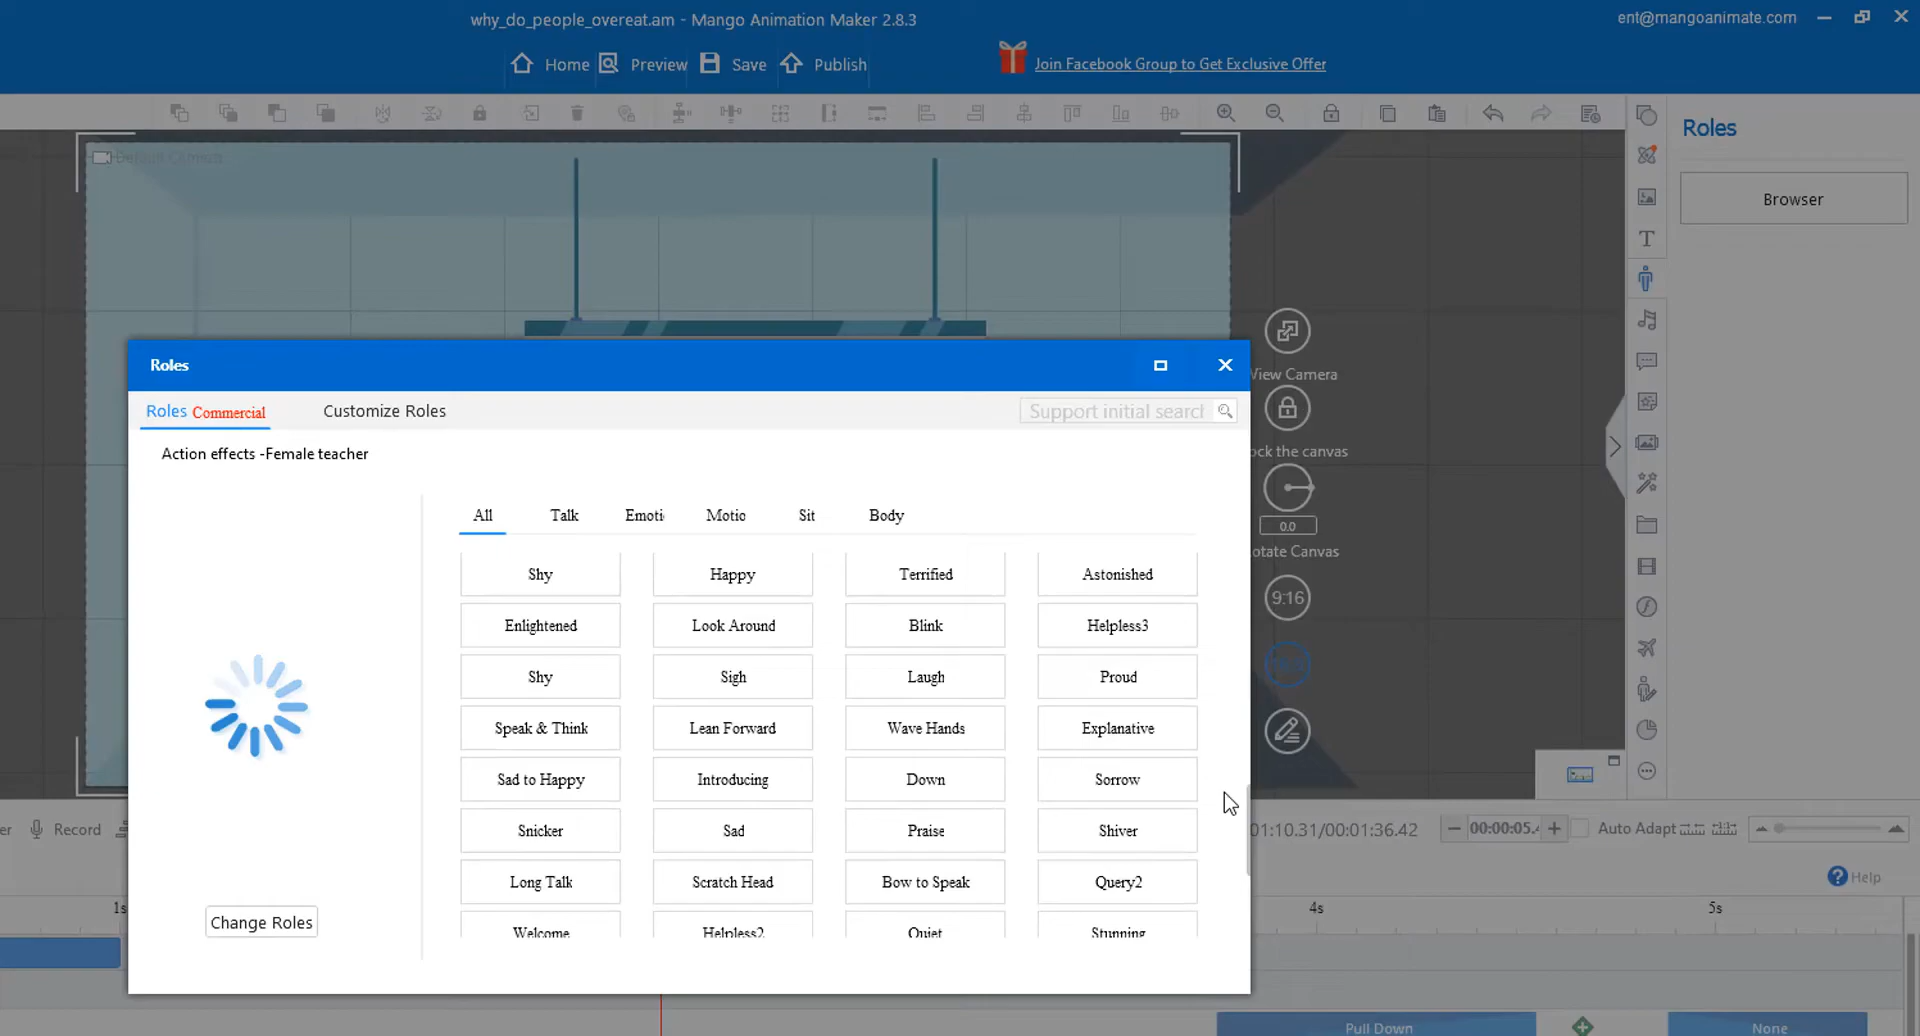 why_do_people_overeat.am - Mango Animation Maker 2.8.3
ent@mangoanimate.com
Home
Preview
Save
Publish
Join Facebook Group to Get Exclusive Offer
Default Camera
Roles
Browser
View Camera
ock the canvas
0.0
otate Canvas
9:16
Roles
Roles Commercial
Customize Roles
Support initial search
Action effects -Female teacher
All
Talk
Emoti
Motio
Sit
Body
Shy
Happy
Terrified
Astonished
Enlightened
Look Around
Blink
Helpless3
Shy
Sigh
Laugh
Proud
Speak & Think
Lean Forward
Wave Hands
Explanative
Sad to Happy
Introducing
Down
Sorrow
Snicker
Sad
Praise
Shiver
Long Talk
Scratch Head
Bow to Speak
Query2
Welcome
Helpless2
Quiet
Stunning
Change Roles
er
Record
01:10.31/00:01:36.42
00:00:05.4
Auto Adapt
Help
1s
4s
5s
Pull Down
None